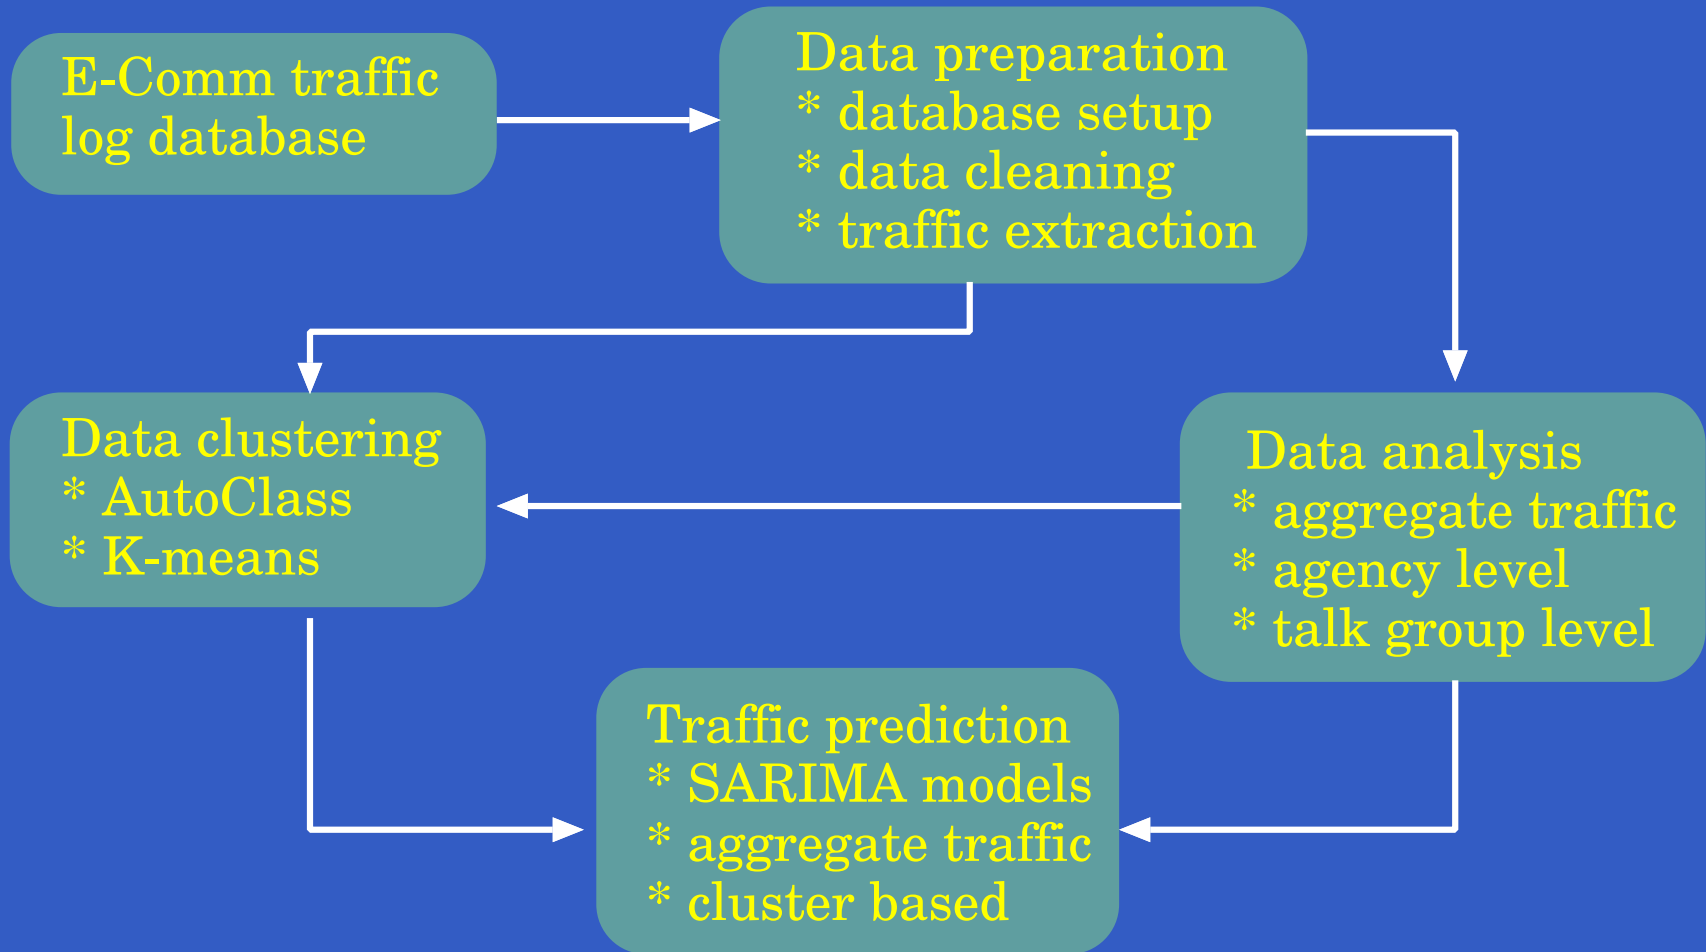 E-Comm traffic
log database
Data preparation
* database setup
* data cleaning
* traffic extraction
Data clustering
* AutoClass
* K-means
Data analysis
* aggregate traffic
* agency level
* talk group level
Traffic prediction
* SARIMA models
* aggregate traffic
* cluster based